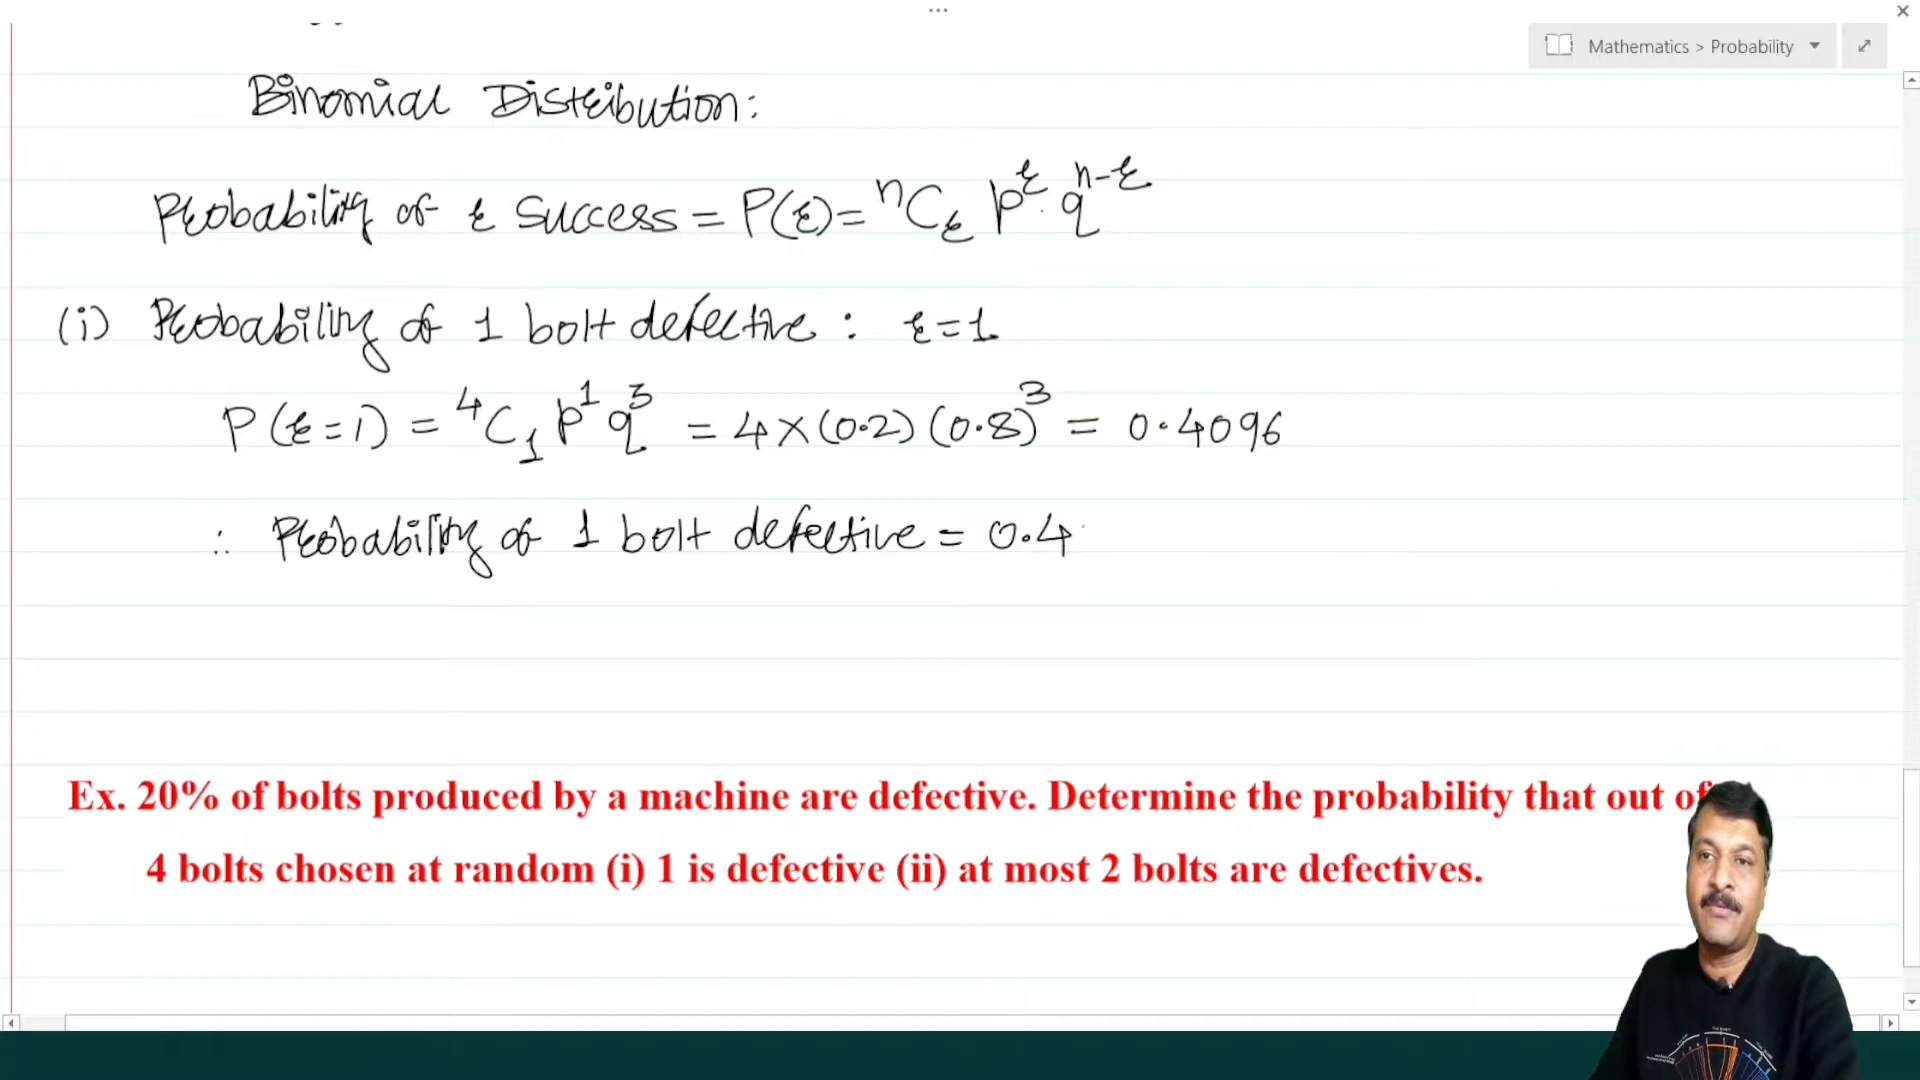 Mathematics > Probability
Binomial Distribution:
Probability of r Success = P(r) = ⁿCᵣ pʳ qⁿ⁻ʳ
(i) Probability of 1 bolt defective : r=1
P(r=1) = ⁴C₁ p¹ q³ = 4×(0.2)(0.8)³ = 0.4096
∴ Probability of 1 bolt defective = 0.4
Ex. 20% of bolts produced by a machine are defective. Determine the probability that out of
4 bolts chosen at random (i) 1 is defective (ii) at most 2 bolts are defectives.